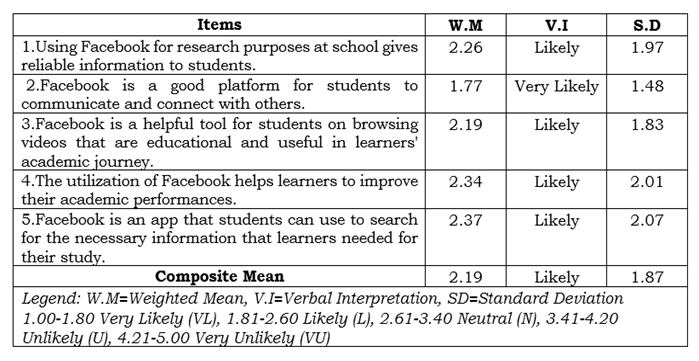 Items W.M V.I S.D
1.Using Facebook for research purposes at school gives 2.26 Likely 1.97
reliable information to students.
2.Facebook is a good platform for students to 1.77 Very Likely 1.48
communicate and connect with others.
3.Facebook is a helpful tool for students on browsing 2.19 Likely 1.83
videos that are educational and useful in learners'
academic journey.
4.The utilization of Facebook helps learners to improve 2.34 Likely 2.01
their academic performances.
5.Facebook is an app that students can use to search 2.37 Likely 2.07
for the necessary information that learners needed for
their study.
Composite Mean 2.19 Likely 1.87
Legend: W.M=Weighted Mean, V.I=Verbal Interpretation, SD=Standard Deviation
1.00-1.80 Very Likely (VL), 1.81-2.60 Likely (L), 2.61-3.40 Neutral (N), 3.41-4.20
Unlikely (U), 4.21-5.00 Very Unlikely (VU)